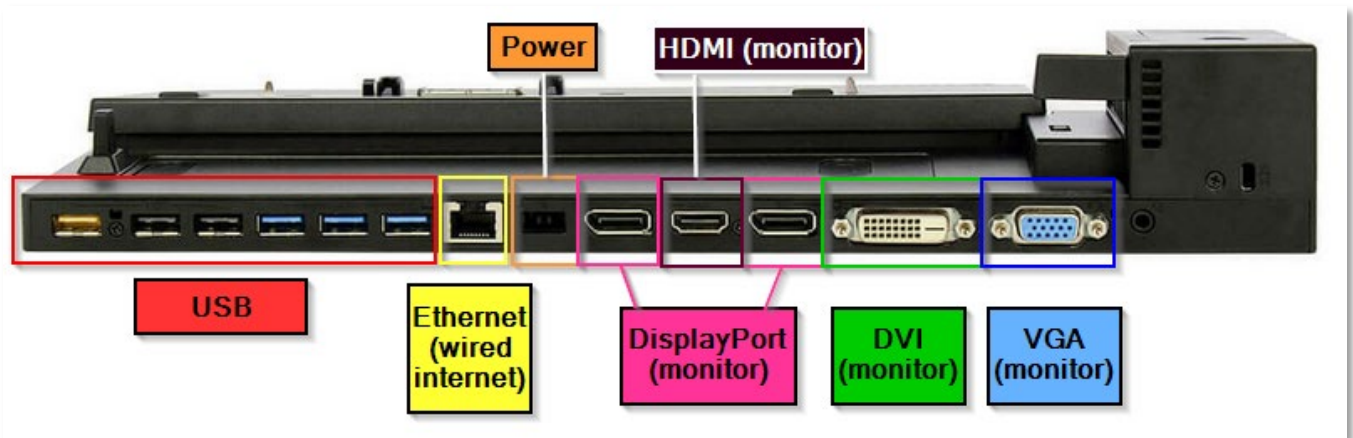 Power
HDMI (monitor)
USB
Ethernet
(wired
internet)
DisplayPort
(monitor)
DVI
(monitor)
VGA
(monitor)